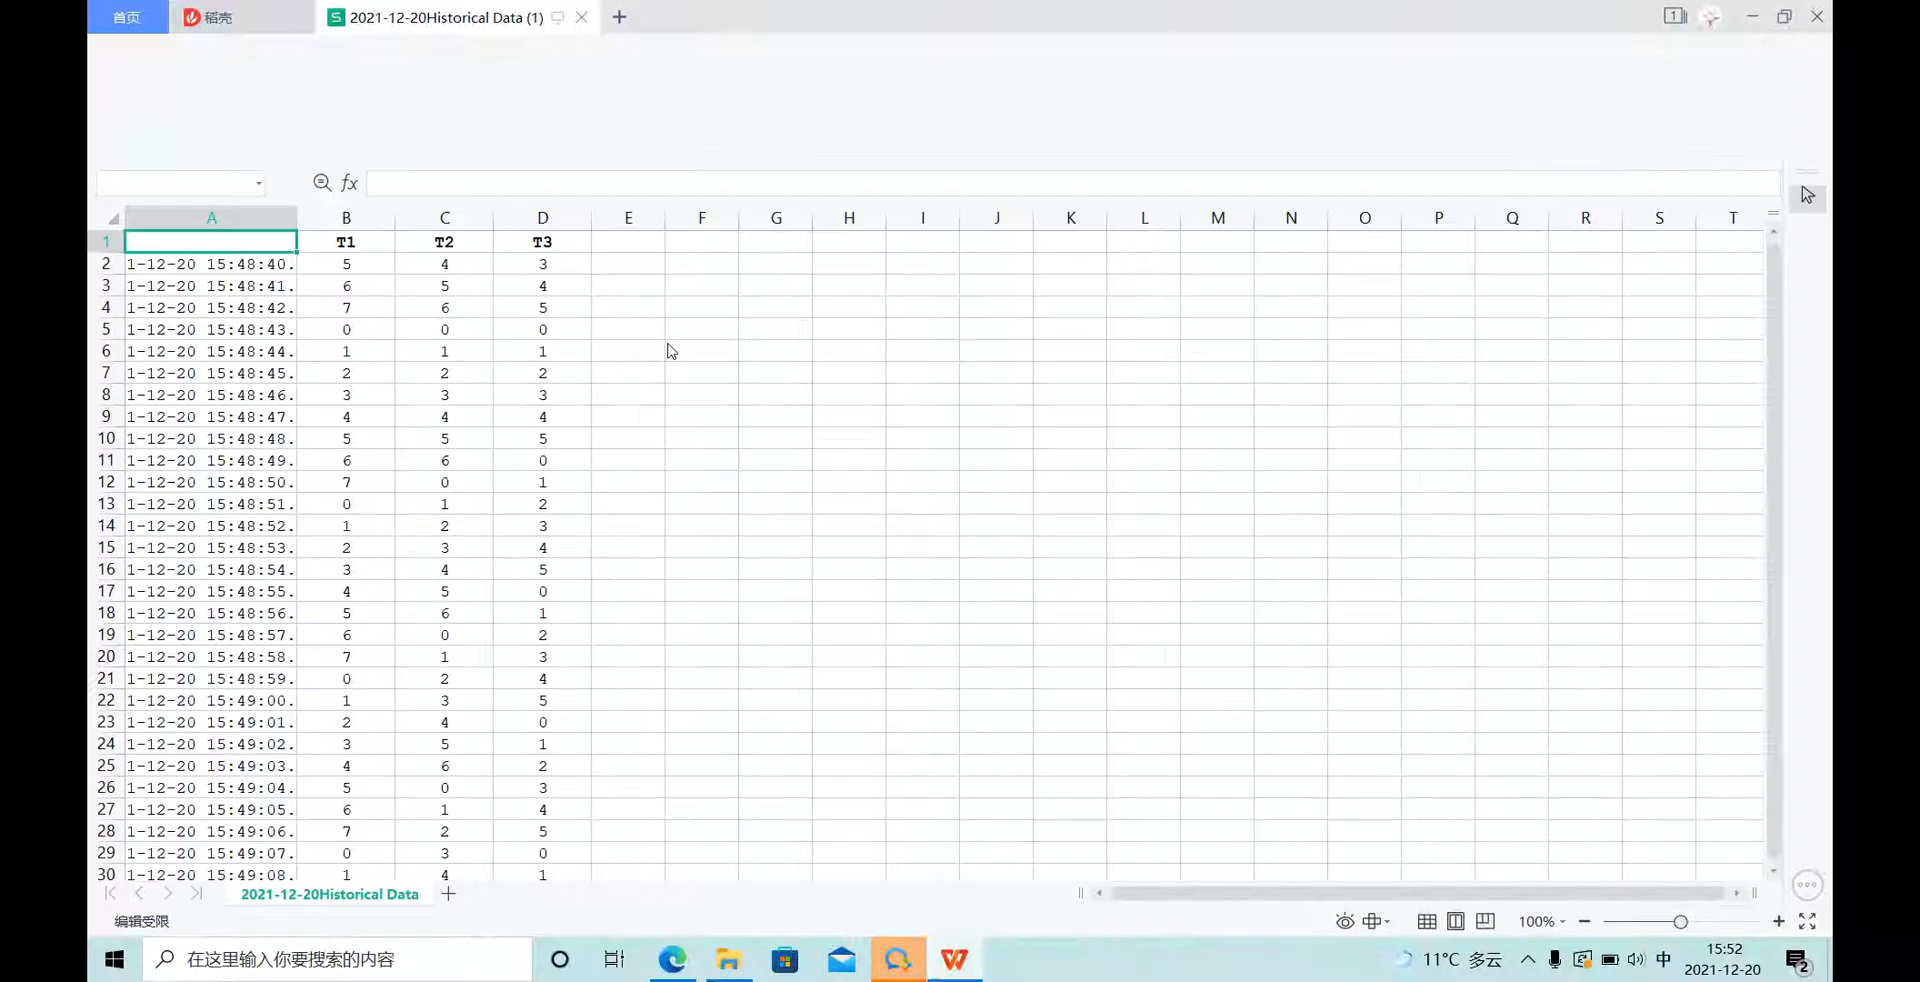 首页 稻壳 2021-12-20Historical Data (1)
fx
A B C D E F G H I J K L M N O P Q R S T
1 T1 T2 T3
2 1-12-20 15:48:40. 5 4 3
3 1-12-20 15:48:41. 6 5 4
4 1-12-20 15:48:42. 7 6 5
5 1-12-20 15:48:43. 0 0 0
6 1-12-20 15:48:44. 1 1 1
7 1-12-20 15:48:45. 2 2 2
8 1-12-20 15:48:46. 3 3 3
9 1-12-20 15:48:47. 4 4 4
10 1-12-20 15:48:48. 5 5 5
11 1-12-20 15:48:49. 6 6 0
12 1-12-20 15:48:50. 7 0 1
13 1-12-20 15:48:51. 0 1 2
14 1-12-20 15:48:52. 1 2 3
15 1-12-20 15:48:53. 2 3 4
16 1-12-20 15:48:54. 3 4 5
17 1-12-20 15:48:55. 4 5 0
18 1-12-20 15:48:56. 5 6 1
19 1-12-20 15:48:57. 6 0 2
20 1-12-20 15:48:58. 7 1 3
21 1-12-20 15:48:59. 0 2 4
22 1-12-20 15:49:00. 1 3 5
23 1-12-20 15:49:01. 2 4 0
24 1-12-20 15:49:02. 3 5 1
25 1-12-20 15:49:03. 4 6 2
26 1-12-20 15:49:04. 5 0 3
27 1-12-20 15:49:05. 6 1 4
28 1-12-20 15:49:06. 7 2 5
29 1-12-20 15:49:07. 0 3 0
30 1-12-20 15:49:08. 1 4 1
2021-12-20Historical Data
编辑受限 100%
在这里输入你要搜索的内容 11°C 多云 中 15:52
2021-12-20 2